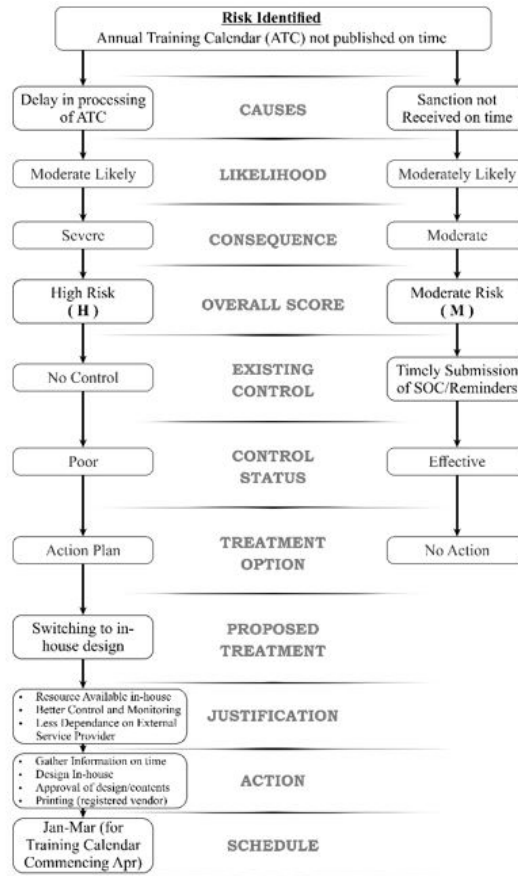 Risk Identified
Annual Training Calendar (ATC) not published on time
Delay in processing
of ATC
CAUSES
Sanction not
Received on time
Moderate Likely
LIKELIHOOD
Moderately Likely
Severe
CONSEQUENCE
Moderate
High Risk
( H )
OVERALL SCORE
Moderate Risk
( M )
No Control
EXISTING
CONTROL
Timely Submission
of SOC/Reminders
Poor
CONTROL
STATUS
Effective
Action Plan
TREATMENT
OPTION
No Action
Switching to in-
house design
PROPOSED
TREATMENT
• Resource Available in-house
• Better Control and Monitoring
• Less Dependance on External
Service Provider
JUSTIFICATION
• Gather Information on time
• Design In-house
• Approval of design/contents
• Printing (registered vendor)
ACTION
Jan-Mar (for
Training Calendar
Commencing Apr)
SCHEDULE